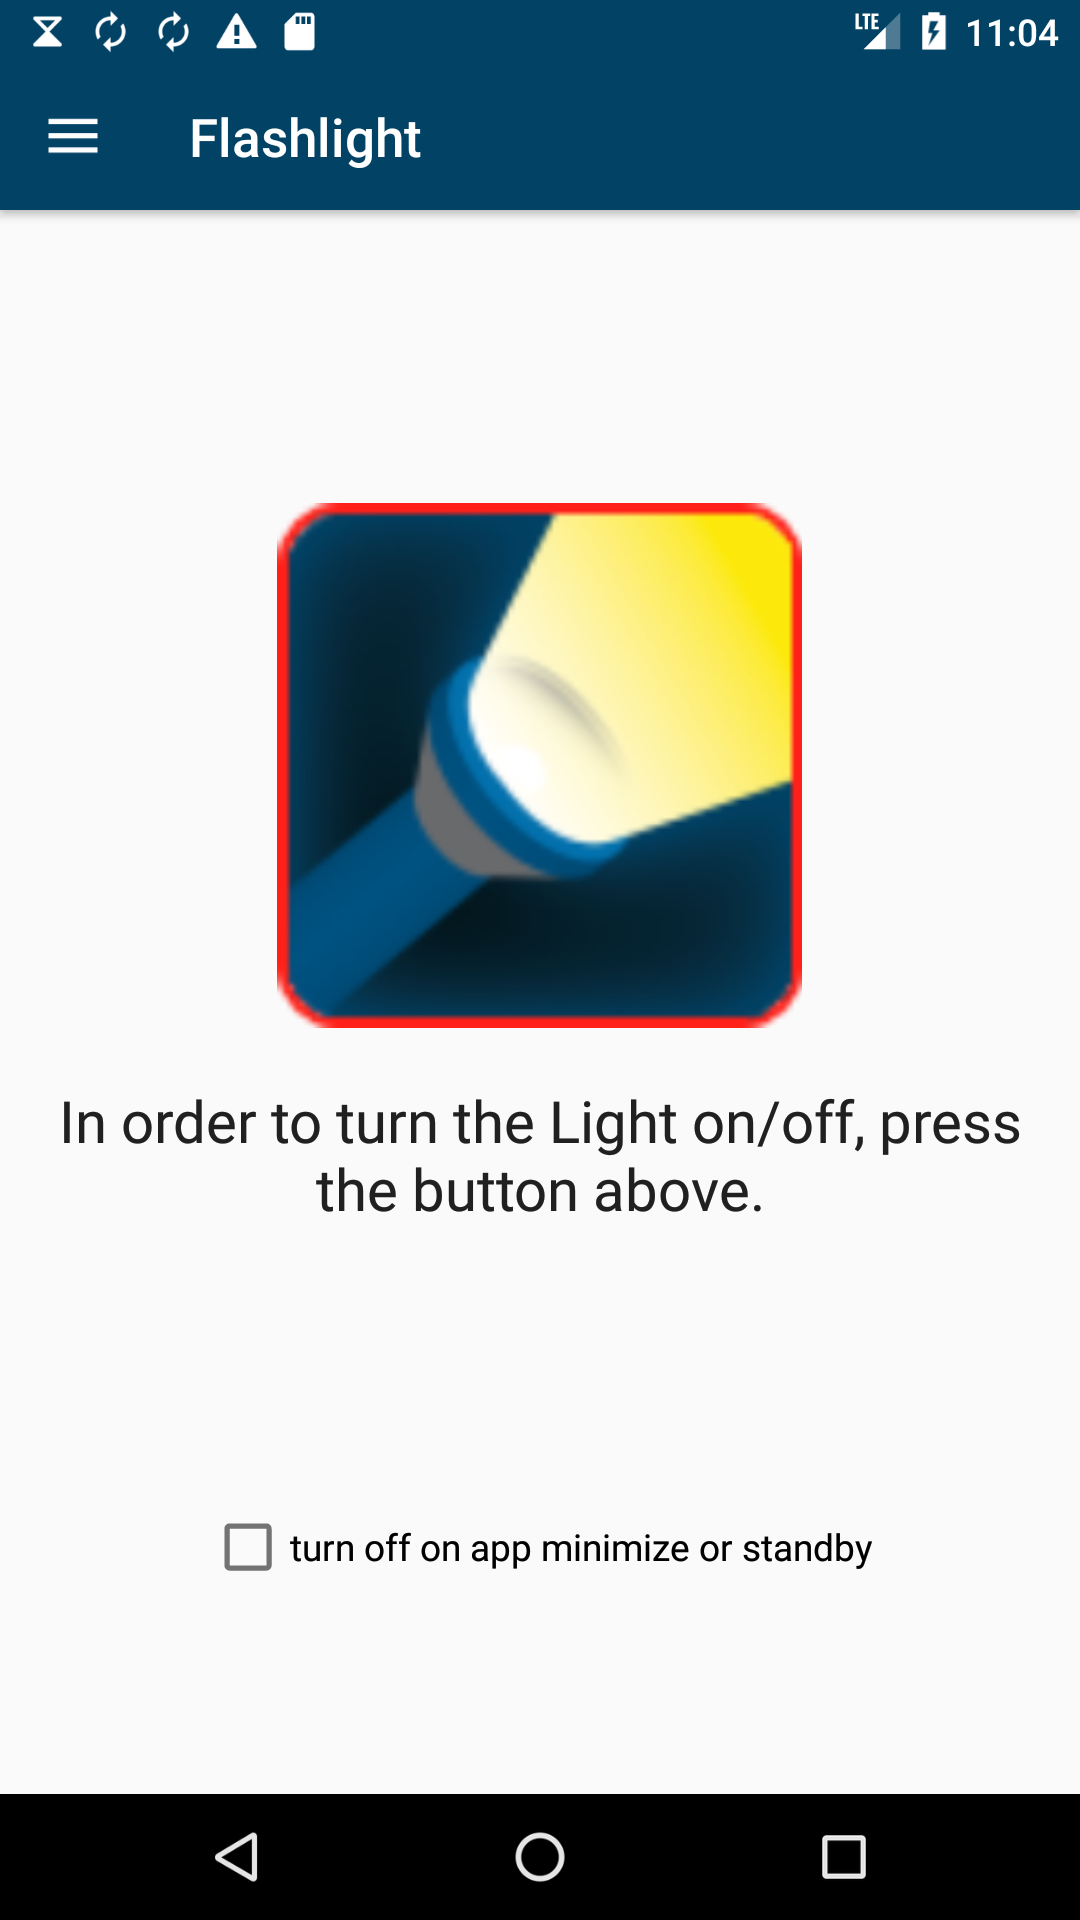 LTE 11:04
Flashlight
In order to turn the Light on/off, press
the button above.
turn off on app minimize or standby